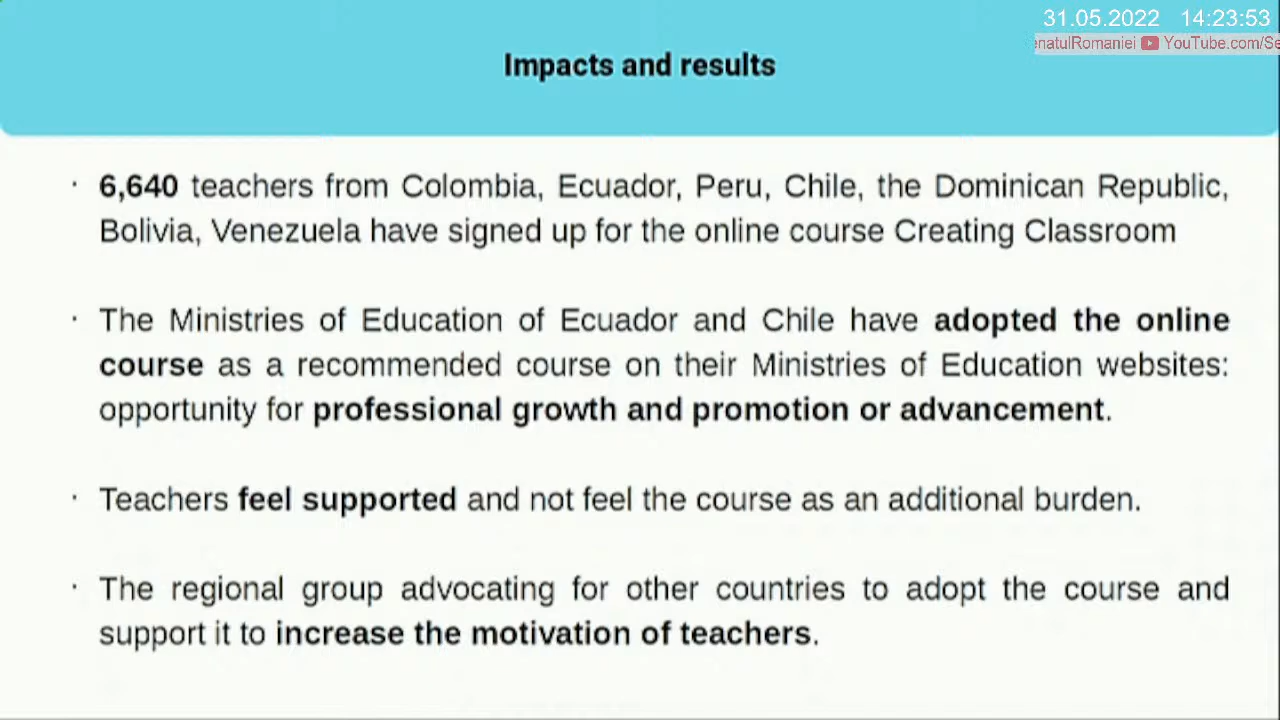 31.05.2022 14:23:53
enatulRomaniei YouTube.com/Se
Impacts and results
· 6,640 teachers from Colombia, Ecuador, Peru, Chile, the Dominican Republic,
Bolivia, Venezuela have signed up for the online course Creating Classroom
· The Ministries of Education of Ecuador and Chile have adopted the online
course as a recommended course on their Ministries of Education websites:
opportunity for professional growth and promotion or advancement.
· Teachers feel supported and not feel the course as an additional burden.
· The regional group advocating for other countries to adopt the course and
support it to increase the motivation of teachers.